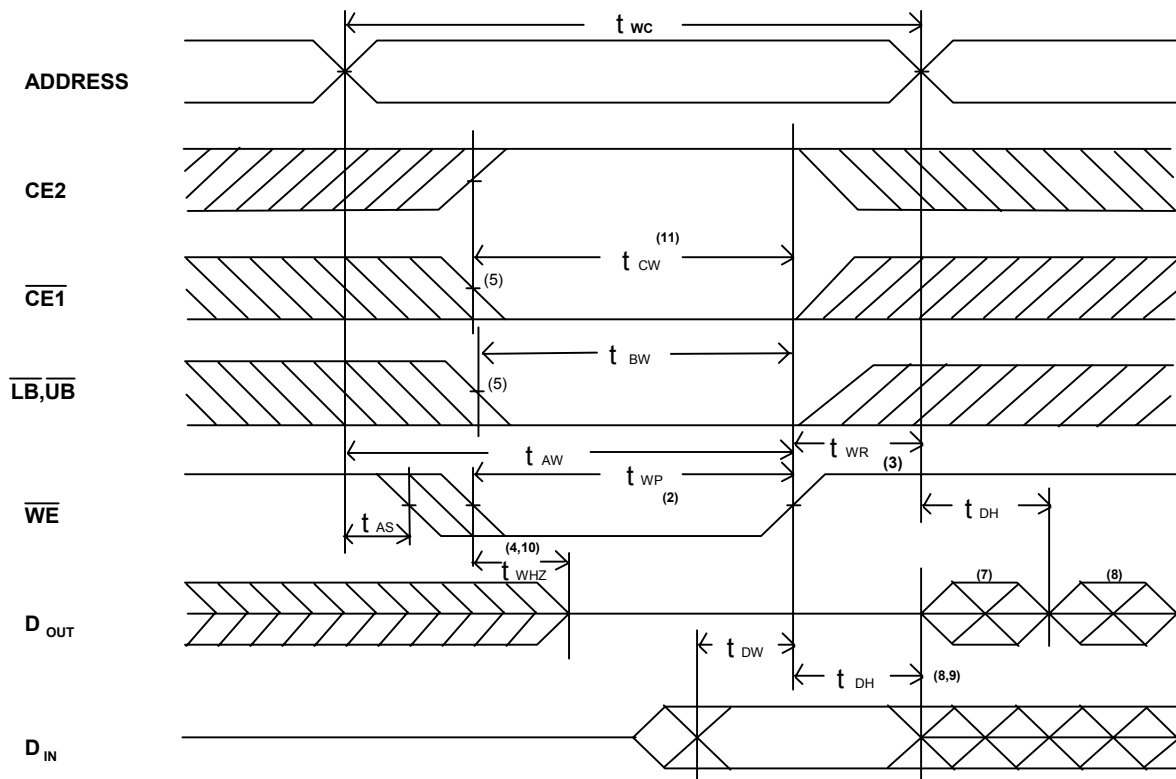 t WC
ADDRESS
CE2
(11)
t CW
CE1
(5)
t BW
LB,UB
(5)
t AW
t WR
t WP
(3)
(2)
WE
t AS
t DH
(4,10)
t WHZ
(7)
(8)
D OUT
t DW
t DH
(8,9)
D IN